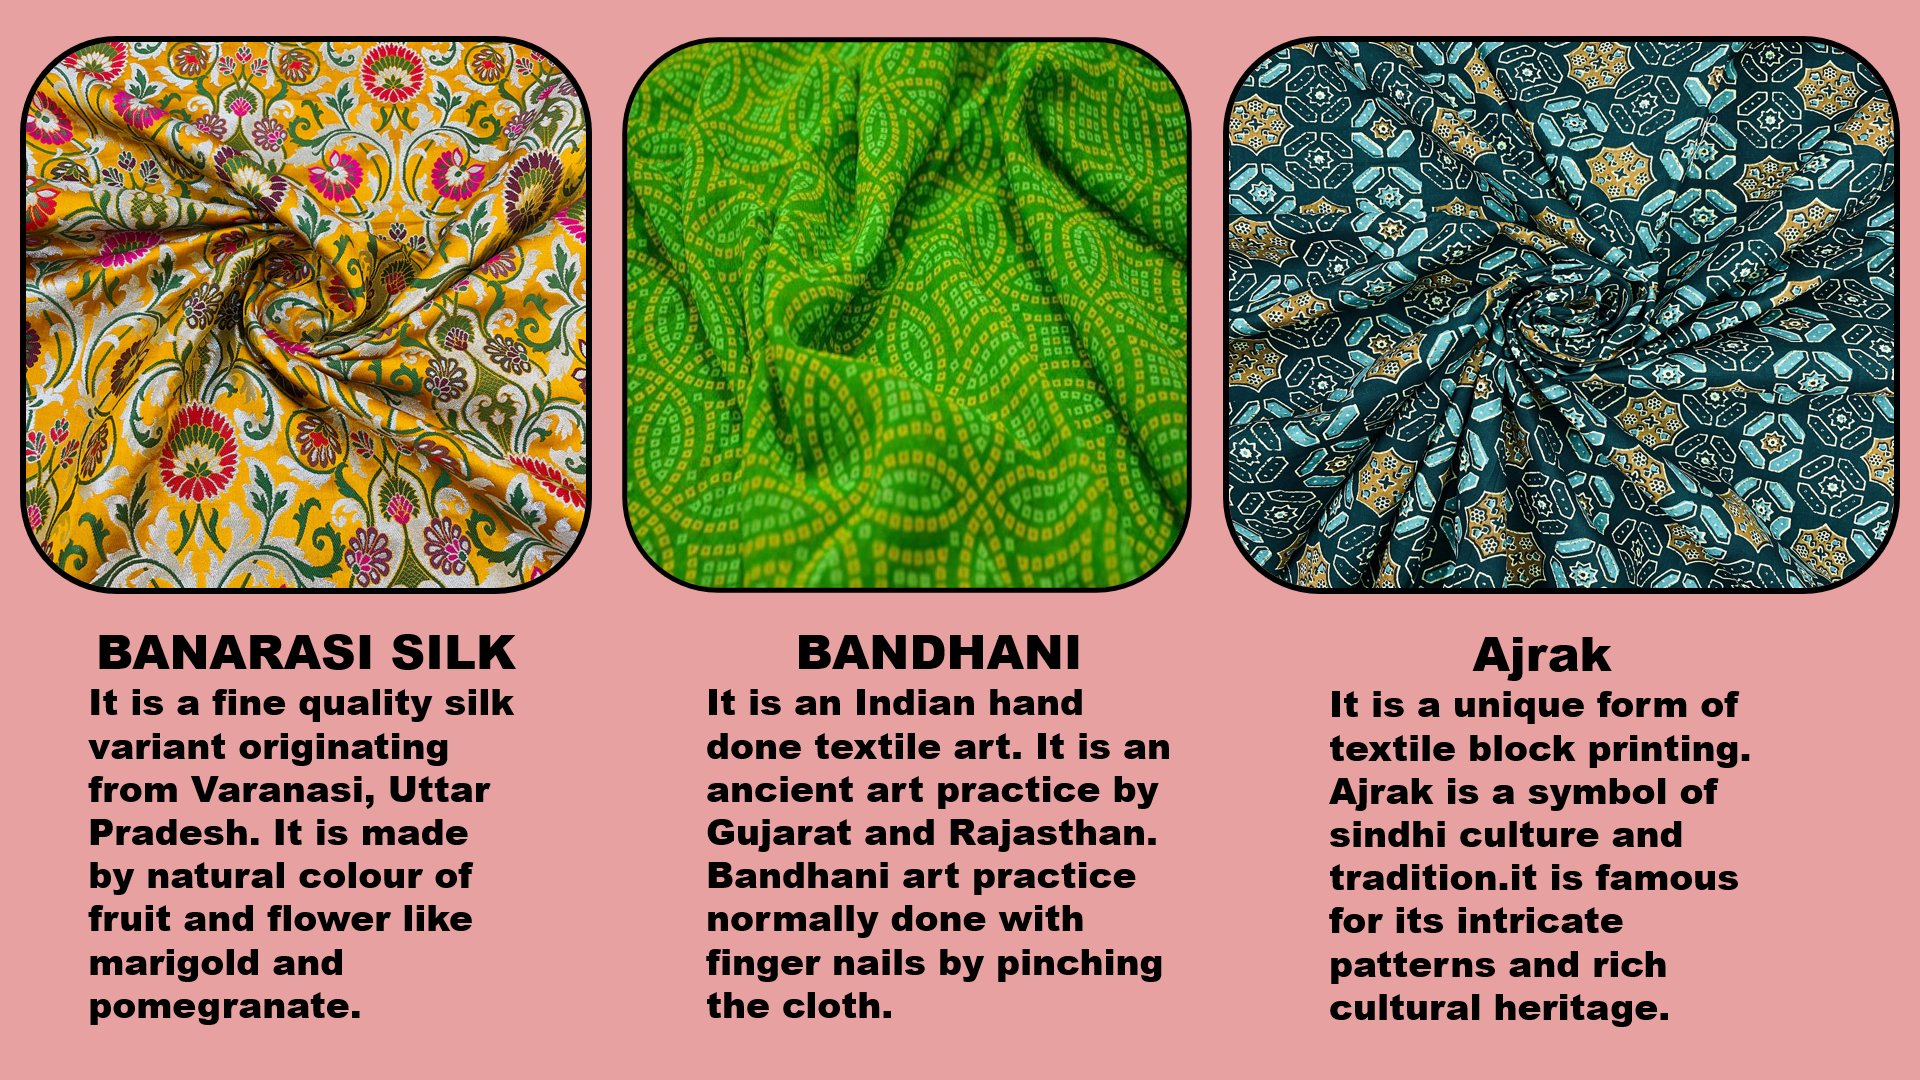 BANARASI SILK
It is a fine quality silk
variant originating
from Varanasi, Uttar
Pradesh. It is made
by natural colour of
fruit and flower like
marigold and
pomegranate.
BANDHANI
It is an Indian hand
done textile art. It is an
ancient art practice by
Gujarat and Rajasthan.
Bandhani art practice
normally done with
finger nails by pinching
the cloth.
Ajrak
It is a unique form of
textile block printing.
Ajrak is a symbol of
sindhi culture and
tradition.it is famous
for its intricate
patterns and rich
cultural heritage.